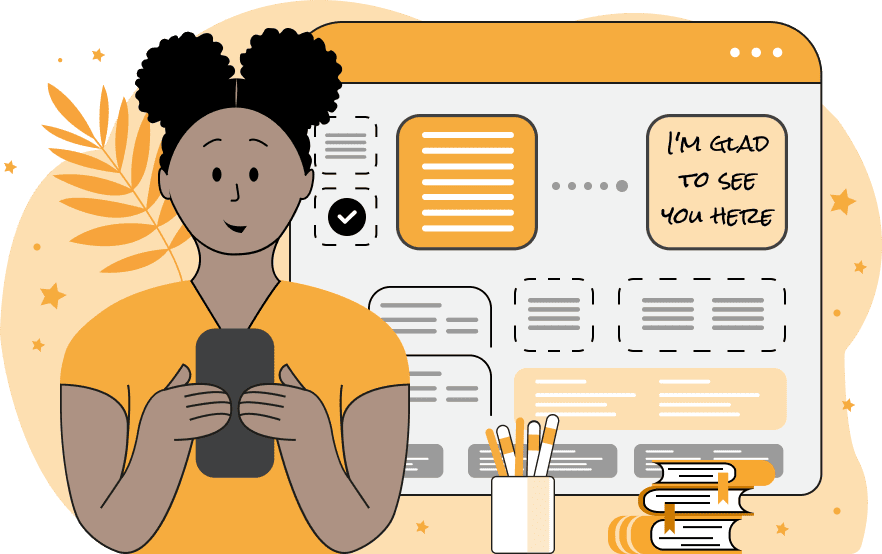 I'M GLAD
TO SEE
YOU HERE